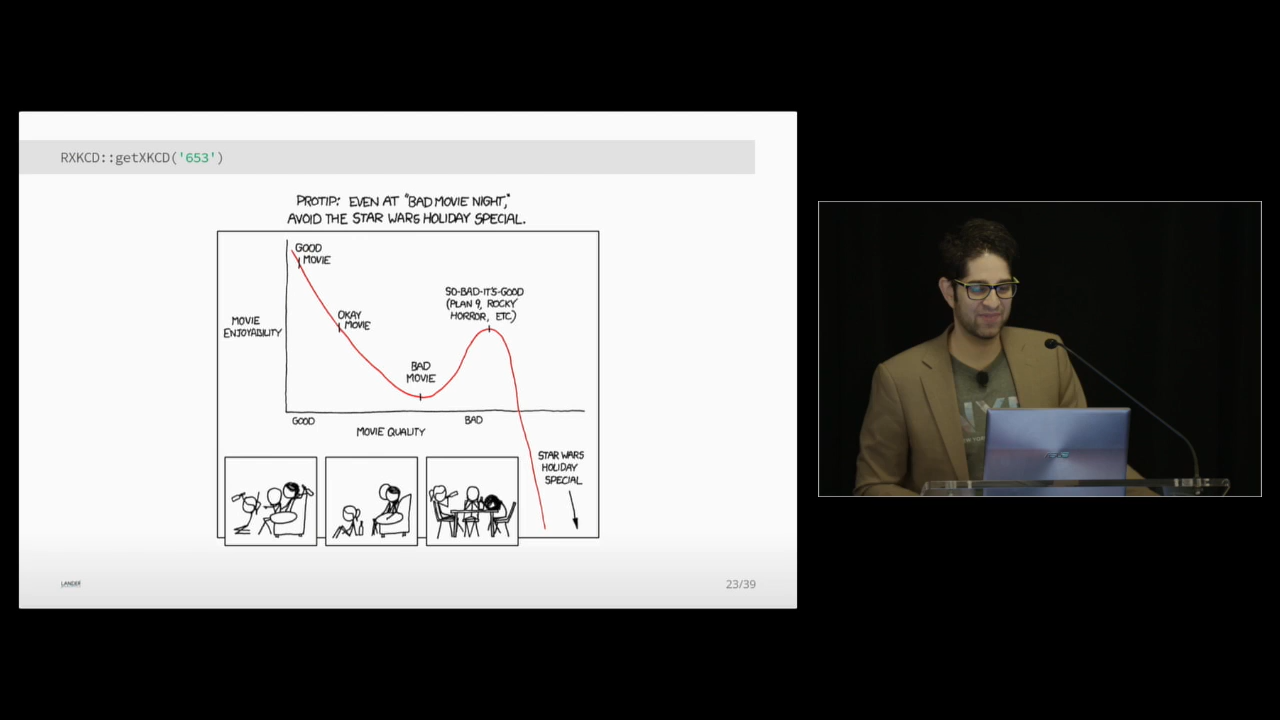 RXKCD::getXKCD('653')
PROTIP: EVEN AT "BAD MOVIE NIGHT,"
AVOID THE STAR WARS HOLIDAY SPECIAL.
GOOD
MOVIE
OKAY
MOVIE
SO-BAD-IT'S-GOOD
(PLAN 9, ROCKY
HORROR, ETC)
MOVIE
ENJOYABILITY
BAD
MOVIE
GOOD
BAD
MOVIE QUALITY
STAR WARS
HOLIDAY
SPECIAL
LANDER
23/39